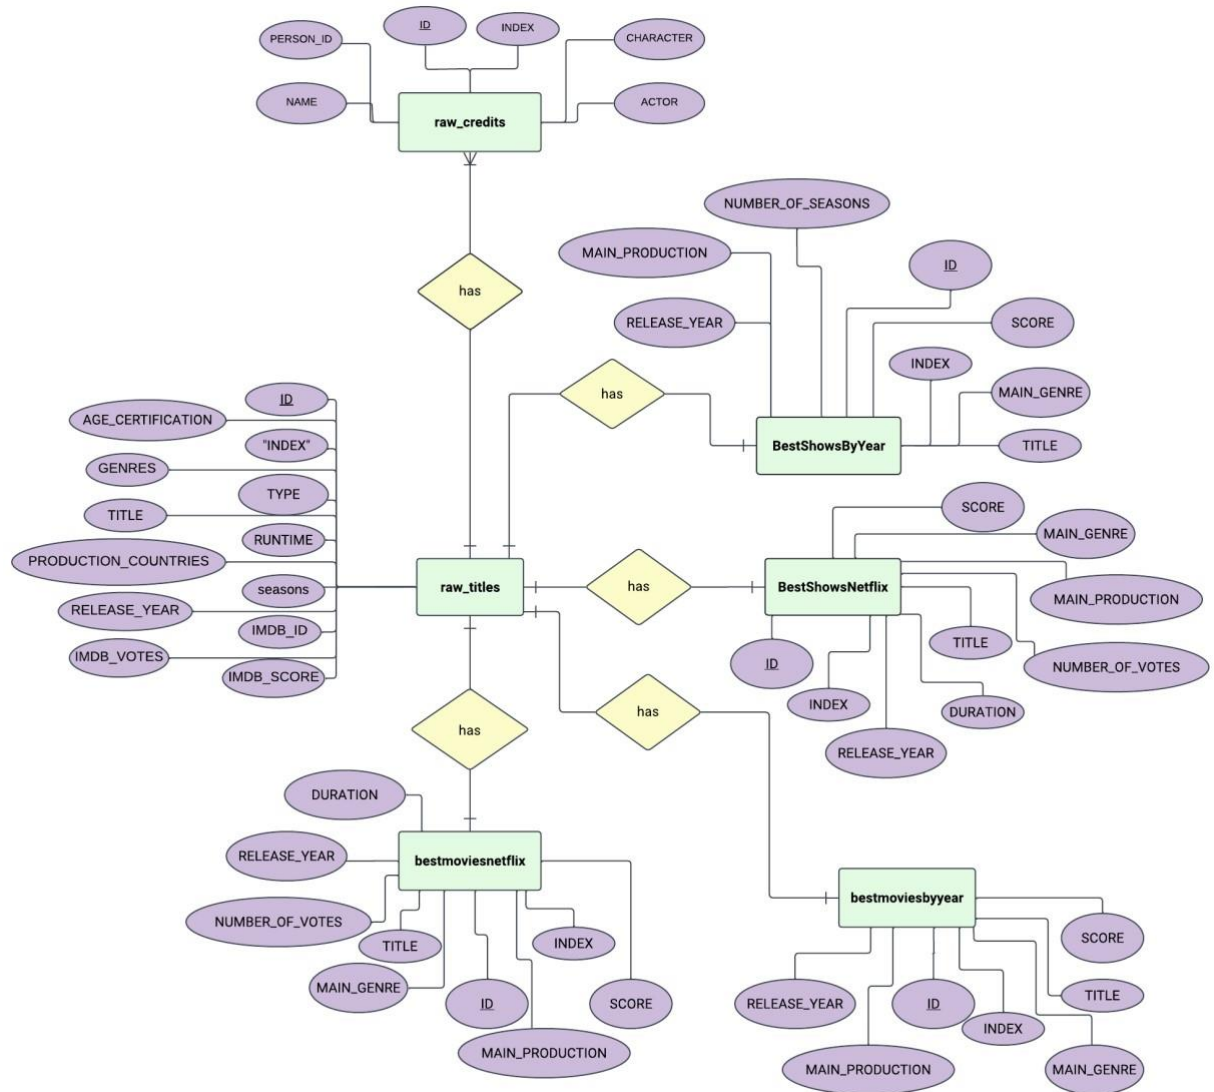 ID
INDEX
PERSON_ID
CHARACTER
NAME
ACTOR
raw_credits
NUMBER_OF_SEASONS
MAIN_PRODUCTION
ID
has
RELEASE_YEAR
SCORE
INDEX
has
MAIN_GENRE
ID
AGE_CERTIFICATION
"INDEX"
BestShowsByYear
TITLE
GENRES
TYPE
SCORE
TITLE
RUNTIME
MAIN_GENRE
PRODUCTION_COUNTRIES
seasons
raw_titles
has
BestShowsNetflix
MAIN_PRODUCTION
RELEASE_YEAR
IMDB_ID
TITLE
IMDB_VOTES
ID
NUMBER_OF_VOTES
IMDB_SCORE
INDEX
DURATION
has
has
RELEASE_YEAR
DURATION
RELEASE_YEAR
bestmoviesnetflix
bestmoviesbyyear
NUMBER_OF_VOTES
TITLE
INDEX
SCORE
MAIN_GENRE
ID
SCORE
RELEASE_YEAR
ID
TITLE
INDEX
MAIN_PRODUCTION
MAIN_PRODUCTION
MAIN_GENRE